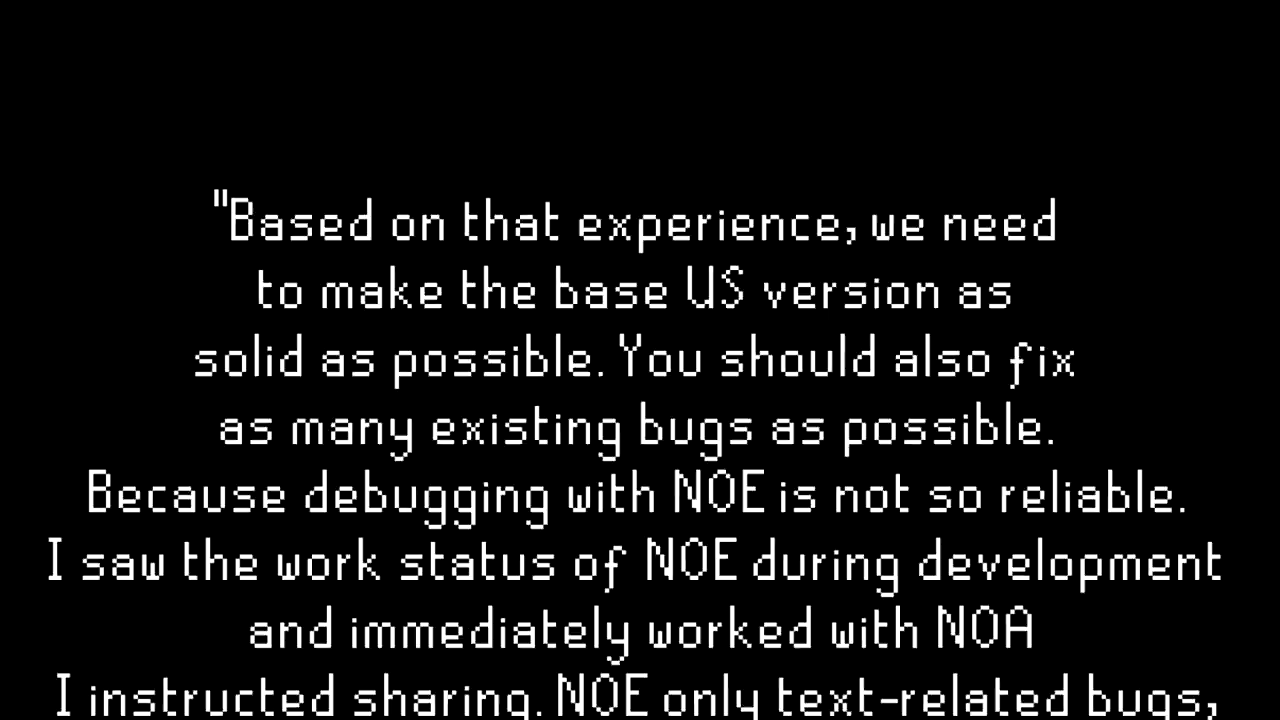 "Based on that experience, we need
to make the base US version as
solid as possible. You should also fix
as many existing bugs as possible.
Because debugging with NOE is not so reliable.
I saw the work status of NOE during development
and immediately worked with NOA
I instructed sharing. NOE only text-related bugs,